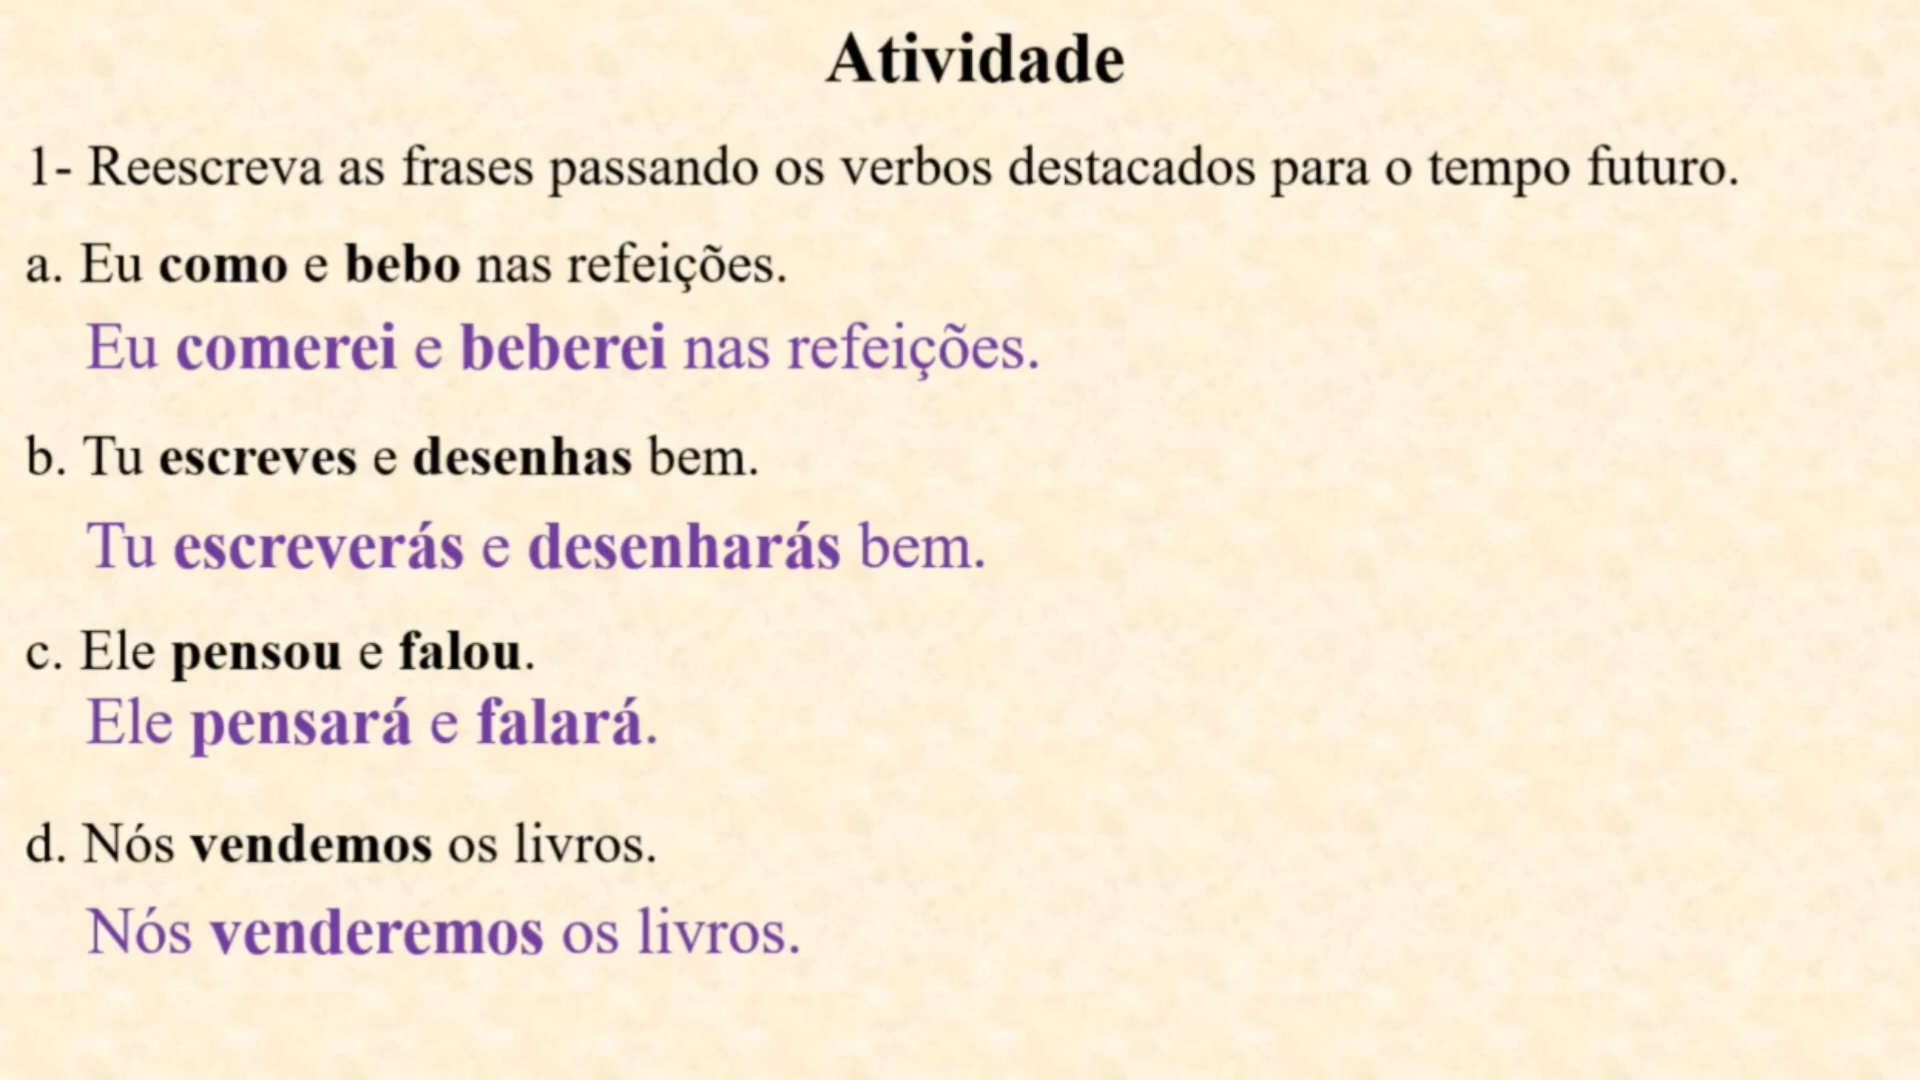 Atividade
1- Reescreva as frases passando os verbos destacados para o tempo futuro.
a. Eu como e bebo nas refeições.
Eu comerei e beberei nas refeições.
b. Tu escreves e desenhas bem.
Tu escreverás e desenharás bem.
c. Ele pensou e falou.
Ele pensará e falará.
d. Nós vendemos os livros.
Nós venderemos os livros.